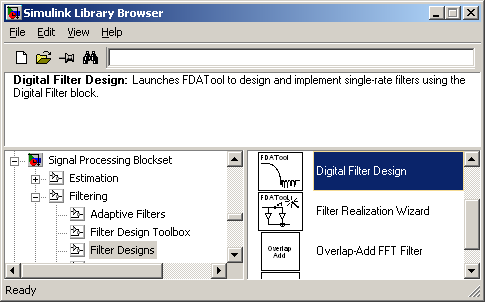 Simulink Library Browser
File Edit View Help
Digital Filter Design: Launches FDATool to design and implement single-rate filters using the
Digital Filter block.
Signal Processing Blockset
Estimation
Filtering
Adaptive Filters
Filter Design Toolbox
Filter Designs
FDATool
Digital Filter Design
FDATool
Filter Realization Wizard
Overlap
Add
Overlap-Add FFT Filter
Ready